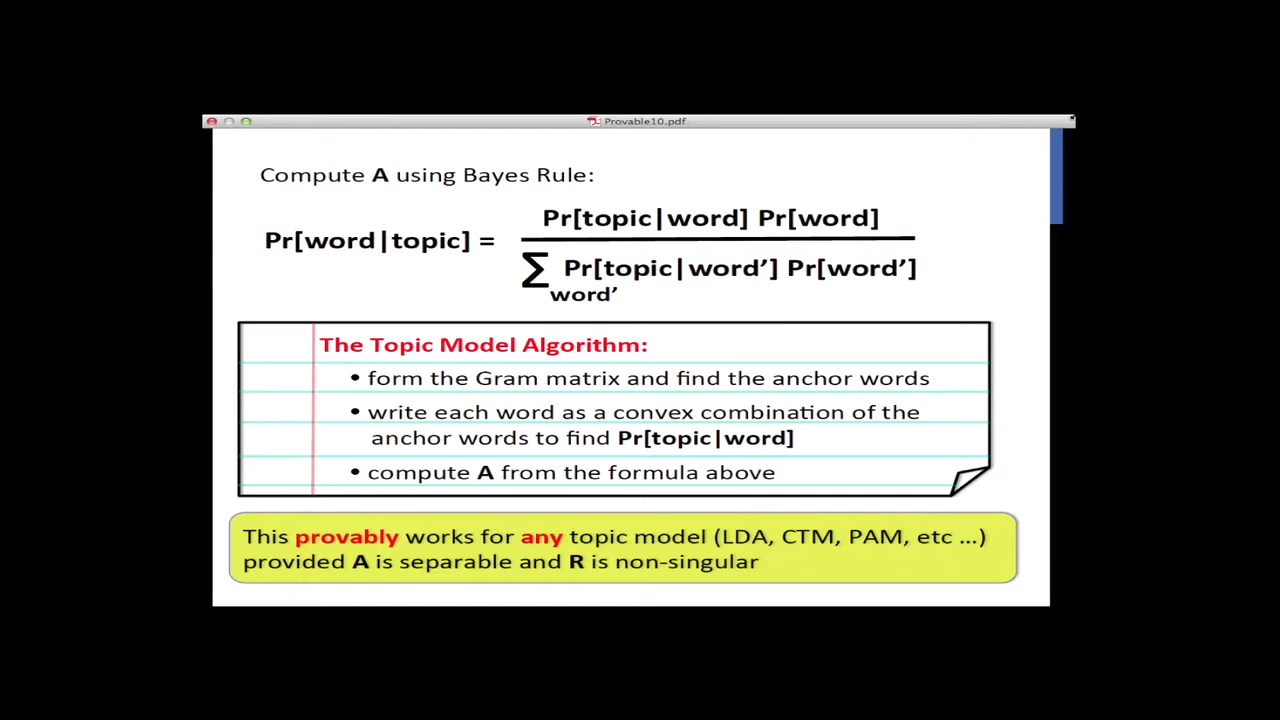 Provable10.pdf
Compute A using Bayes Rule:
Pr[topic|word] Pr[word]
Pr[word|topic] =
∑ Pr[topic|word’] Pr[word’]
word’
The Topic Model Algorithm:
• form the Gram matrix and find the anchor words
• write each word as a convex combination of the
anchor words to find Pr[topic|word]
• compute A from the formula above
This provably works for any topic model (LDA, CTM, PAM, etc ...)
provided A is separable and R is non-singular